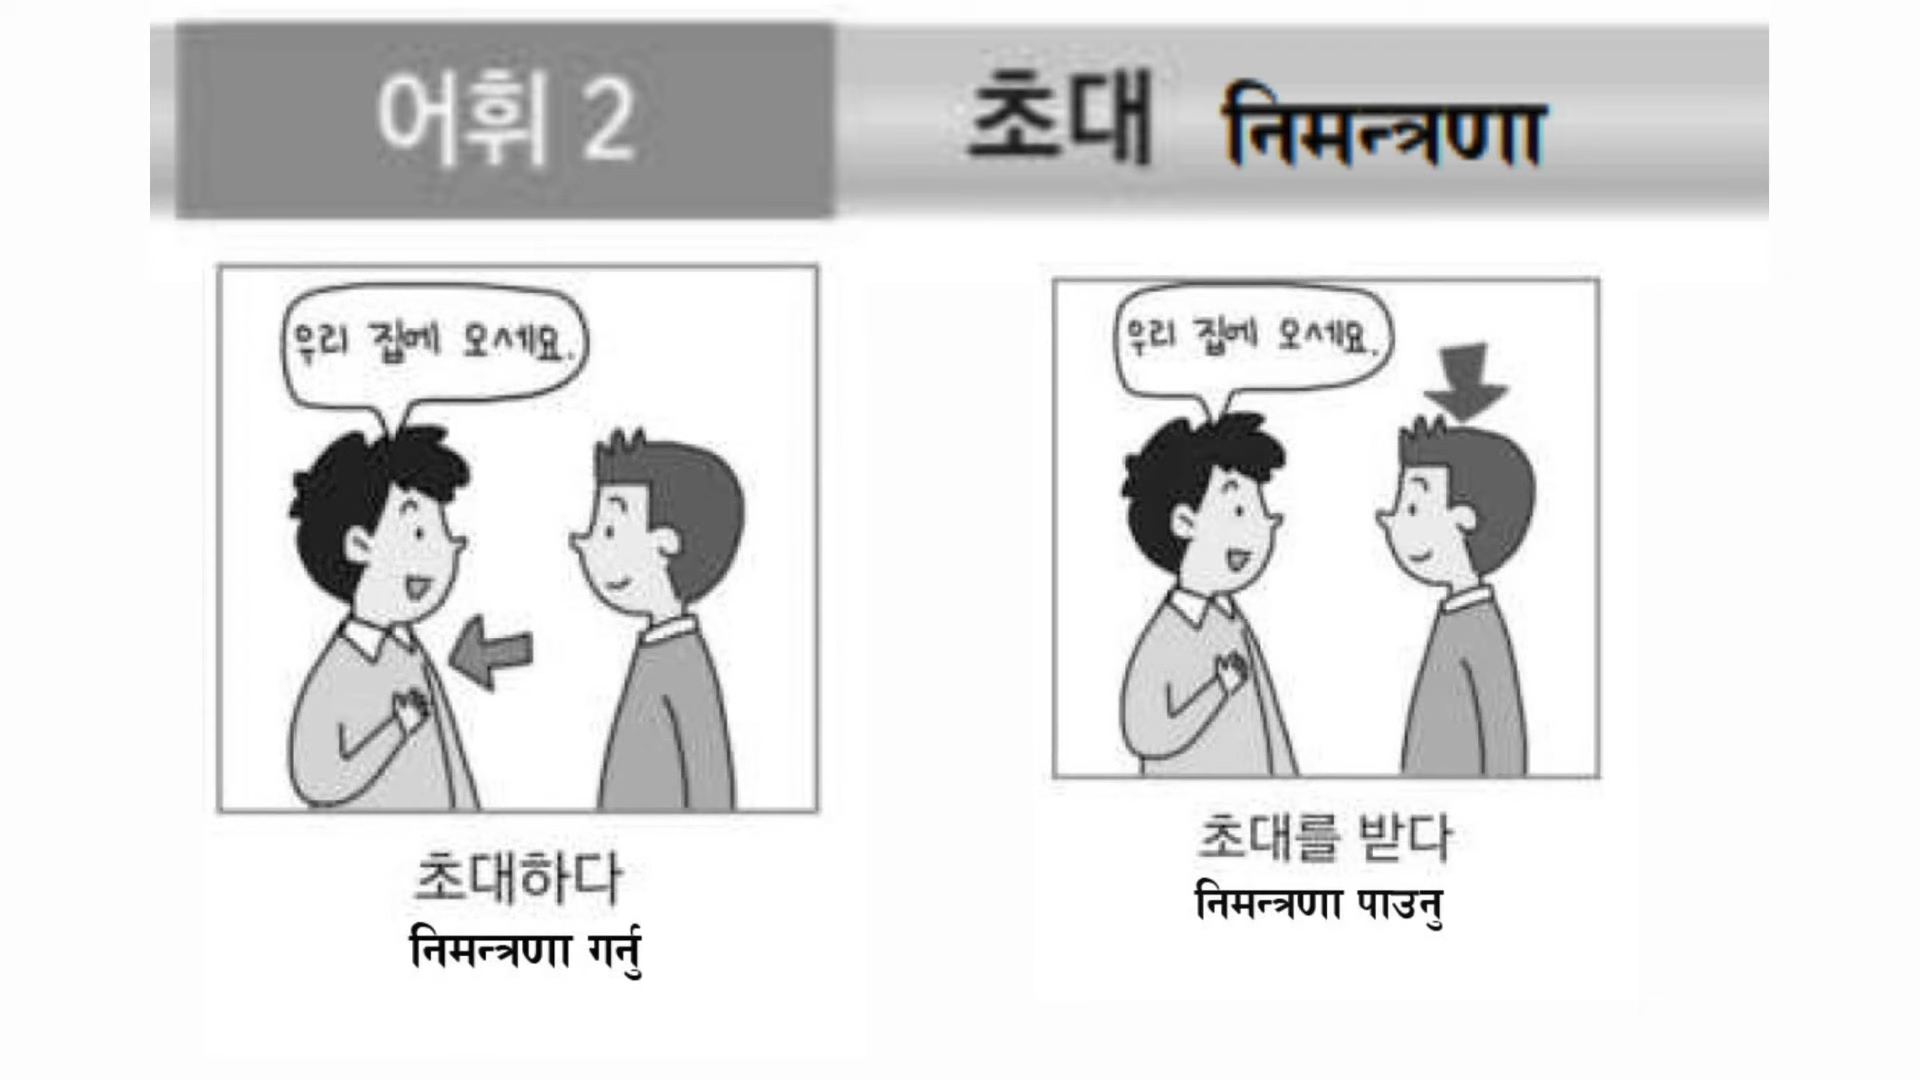 어휘 2
초대 निमन्त्रणा
우리 집에 오세요.
초대하다
निमन्त्रणा गर्नु
우리 집에 오세요.
초대를 받다
निमन्त्रणा पाउनु